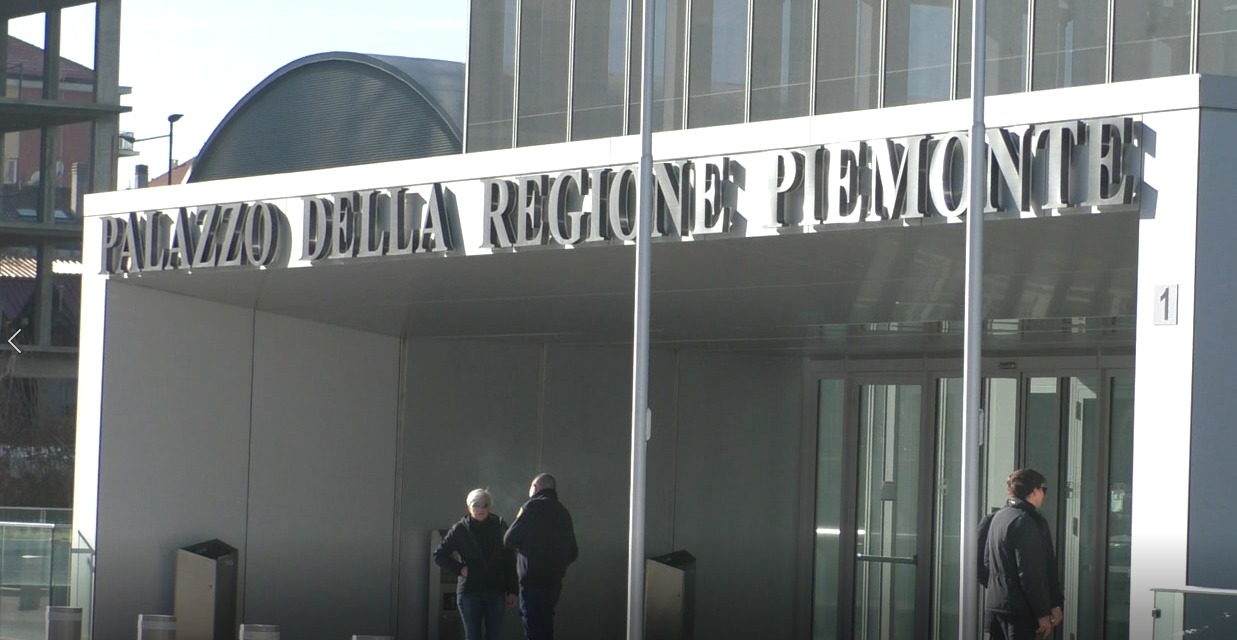 PALAZZO DELLA REGIONE PIEMONTE
1